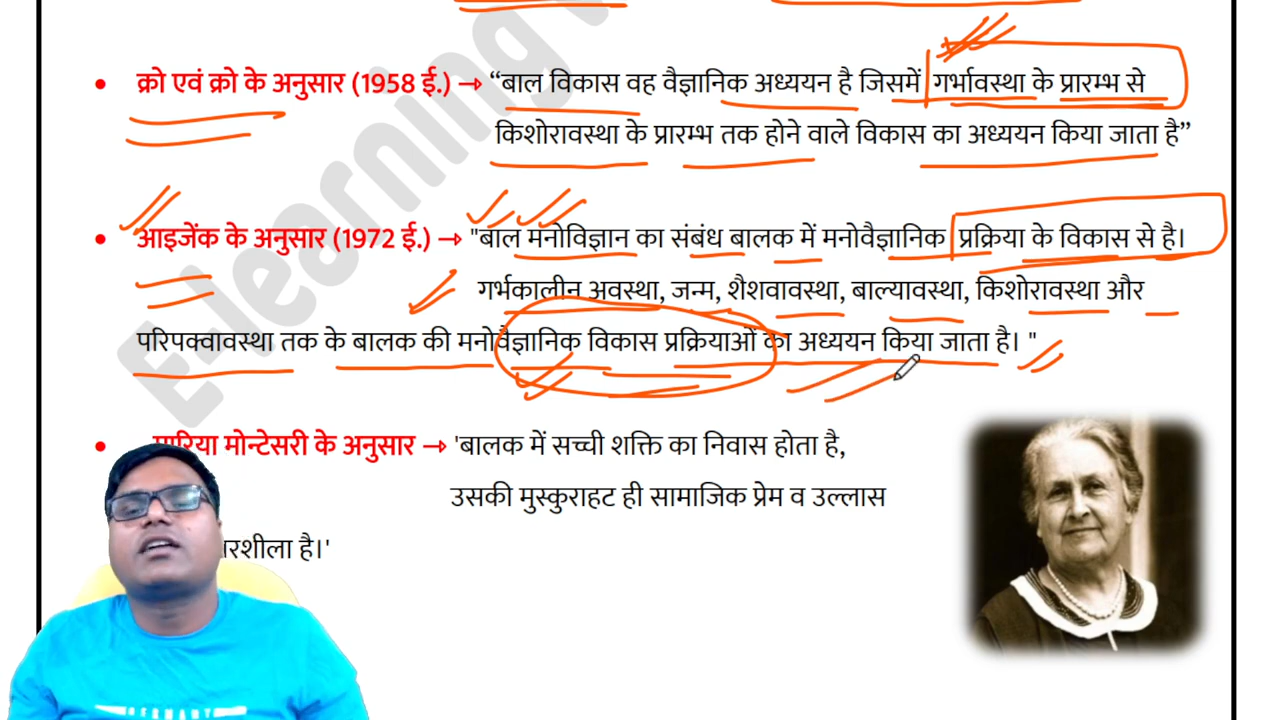 क्रो एवं क्रो के अनुसार (1958 ई.) → “बाल विकास वह वैज्ञानिक अध्ययन है जिसमें गर्भावस्था के प्रारम्भ से
किशोरावस्था के प्रारम्भ तक होने वाले विकास का अध्ययन किया जाता है”
आइजेंक के अनुसार (1972 ई.) → "बाल मनोविज्ञान का संबंध बालक में मनोवैज्ञानिक प्रक्रिया के विकास से है।
गर्भकालीन अवस्था, जन्म, शैशवावस्था, बाल्यावस्था, किशोरावस्था और
परिपक्वावस्था तक के बालक की मनोवैज्ञानिक विकास प्रक्रियाओं का अध्ययन किया जाता है। "
मोन्टेसरी के अनुसार → 'बालक में सच्ची शक्ति का निवास होता है,
उसकी मुस्कुराहट ही सामाजिक प्रेम व उल्लास
है।'
E-learning